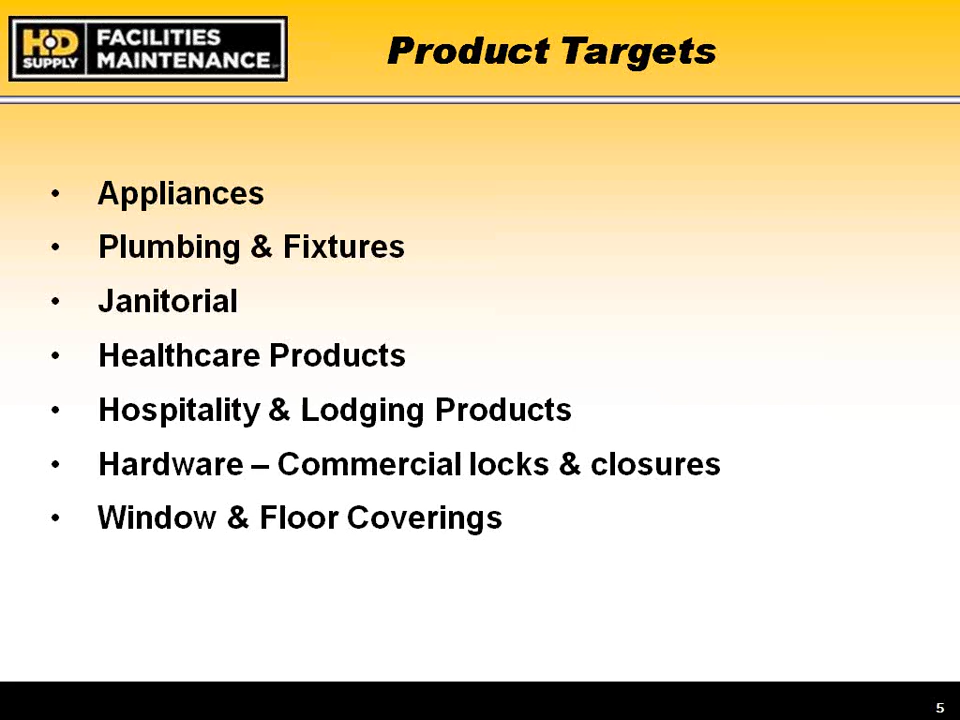 HD SUPPLY FACILITIES MAINTENANCE
Product Targets
• Appliances
• Plumbing & Fixtures
• Janitorial
• Healthcare Products
• Hospitality & Lodging Products
• Hardware – Commercial locks & closures
• Window & Floor Coverings
5